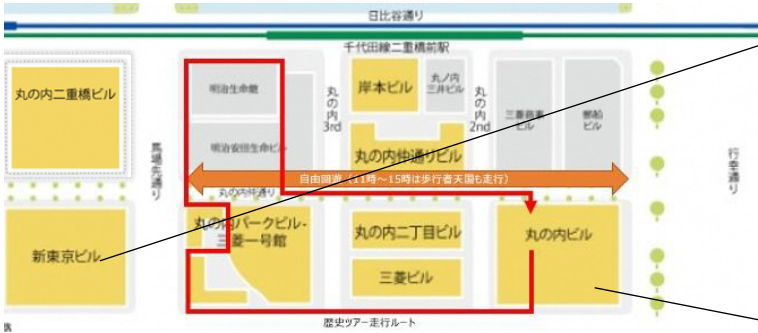 日比谷通り
千代田線二重橋前駅
丸の内二重橋ビル
明治生命館
丸の内3rd
岸本ビル
丸ノ内
三井ビル
丸の内2nd
三菱商事
ビル
郵船
ビル
馬場先通り
明治安田生命ビル
丸の内仲通りビル
行幸通り
自由回遊（11時～15時は歩行者天国も走行）
丸の内仲通り
新東京ビル
丸の内パークビル・
三菱一号館
丸の内二丁目ビル
丸の内ビル
三菱ビル
歴史ツアー走行ルート